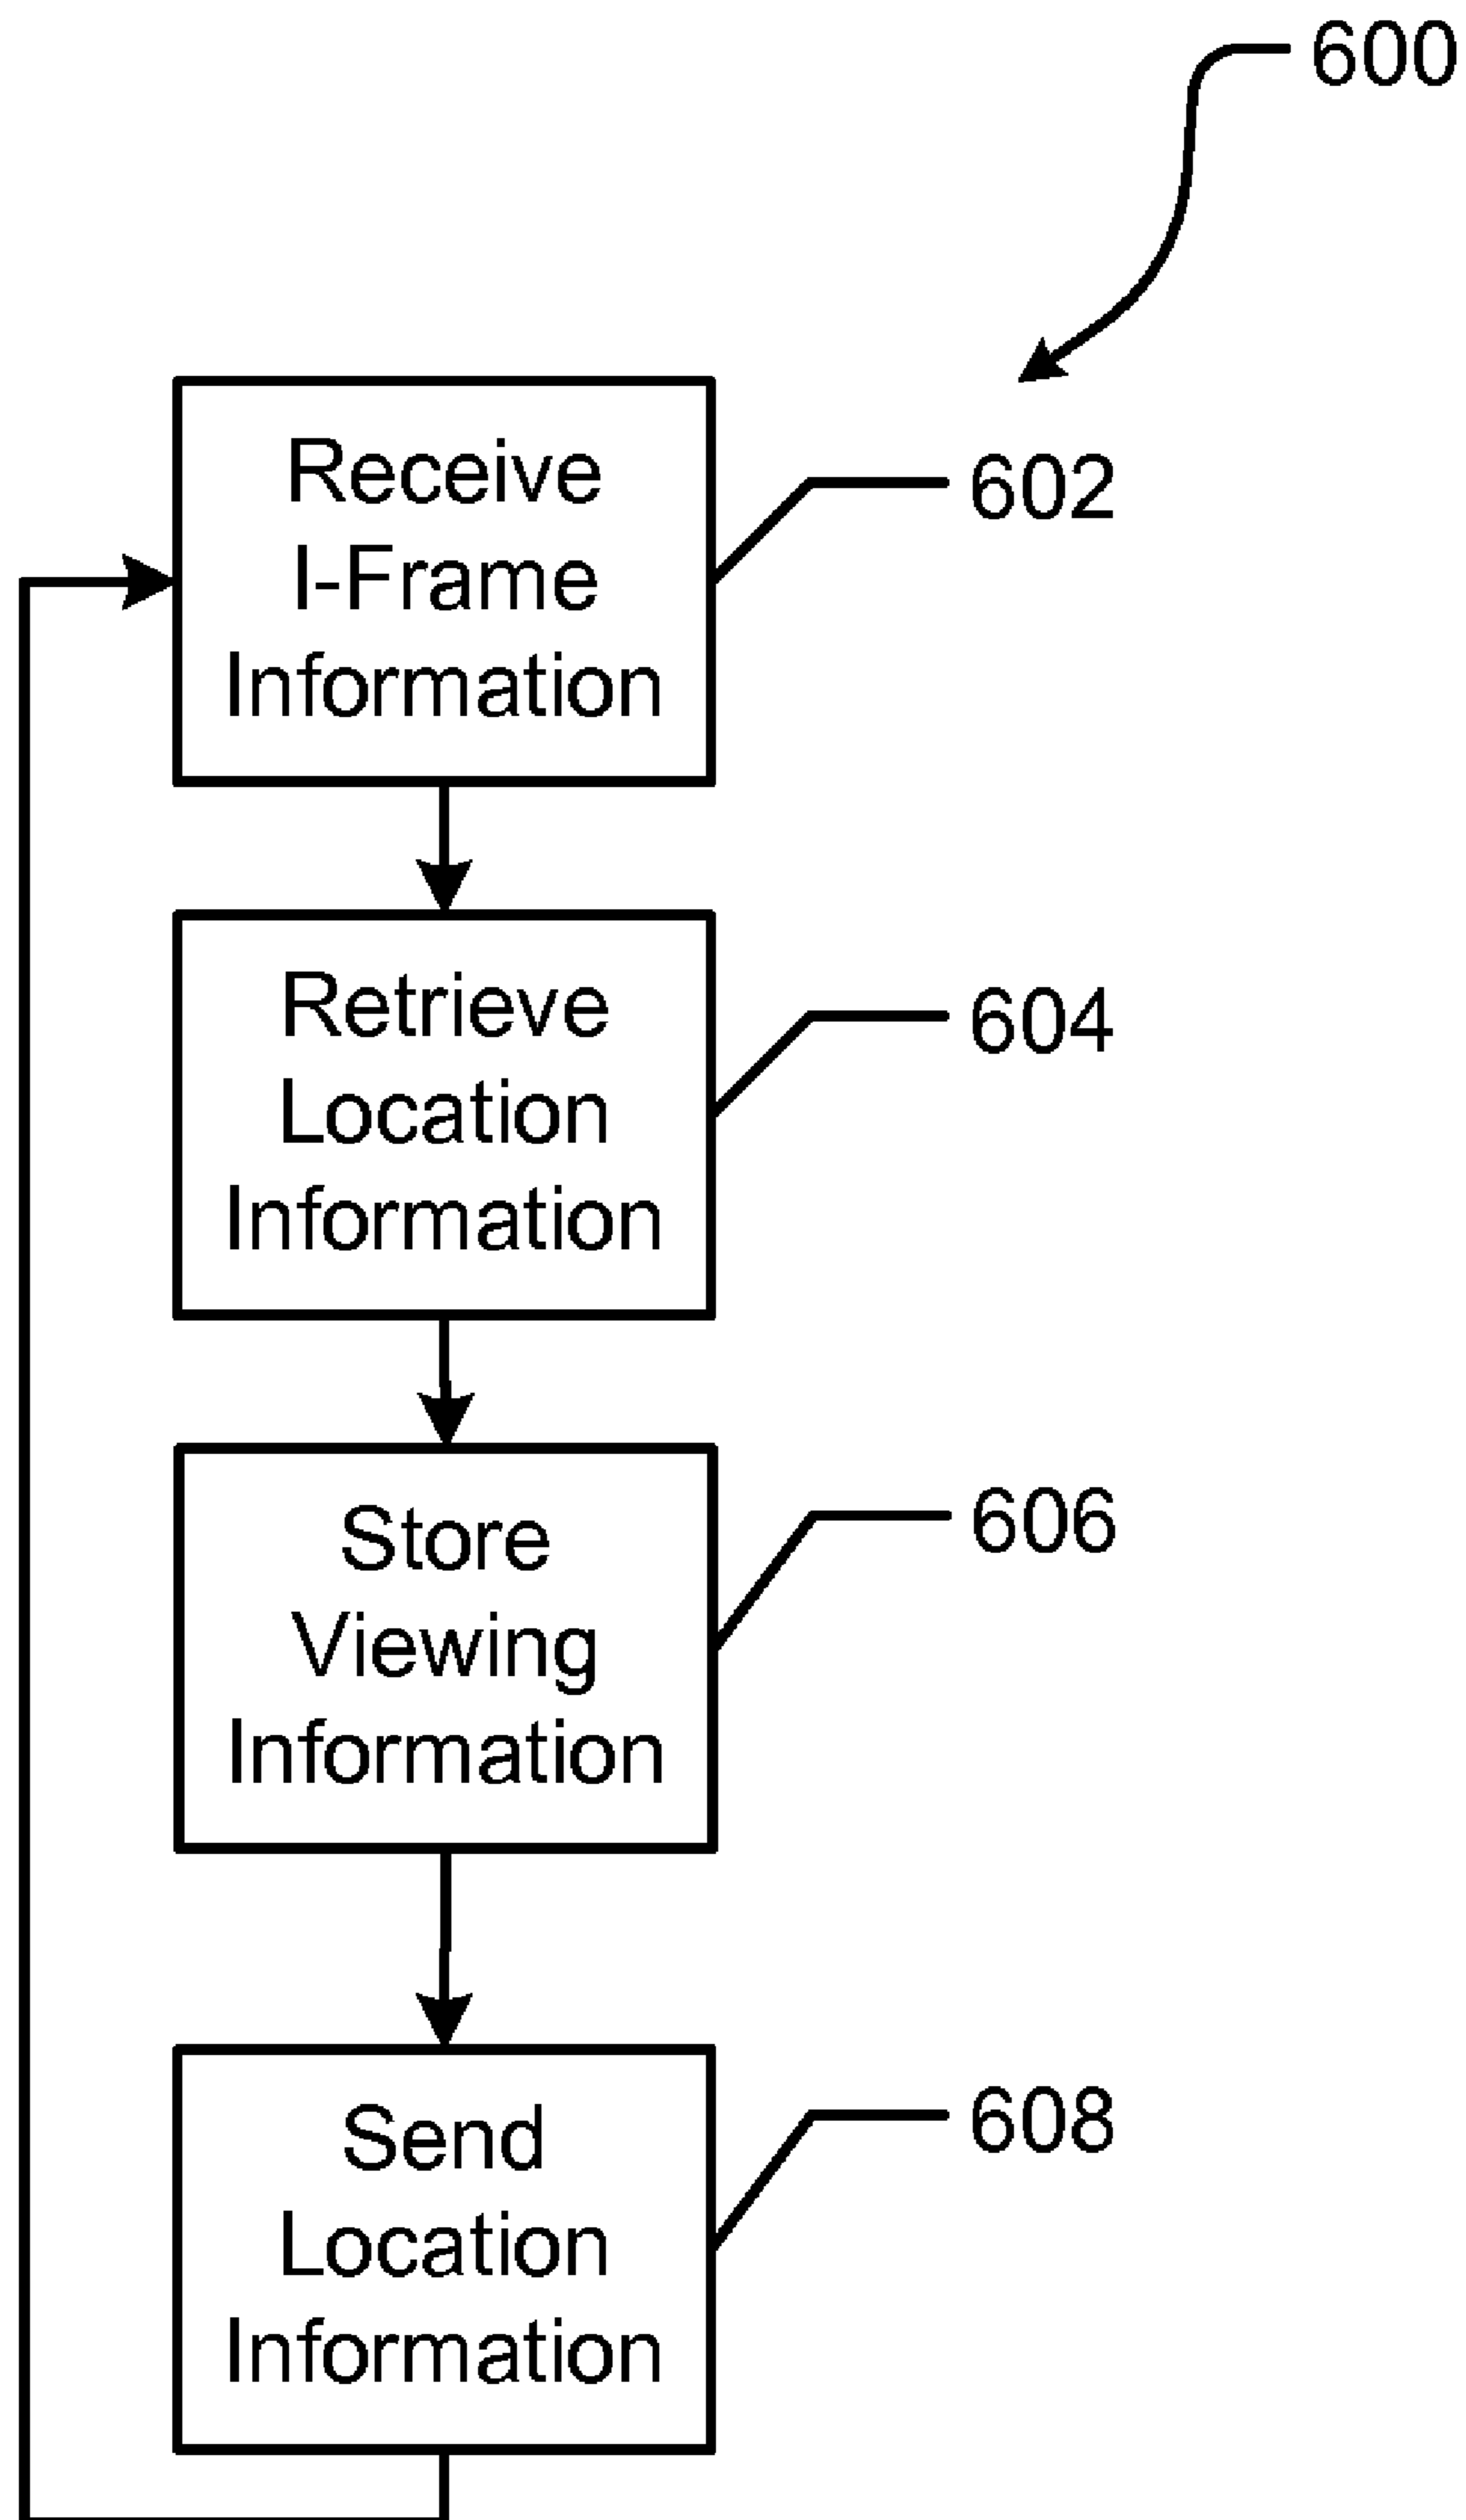 600
Receive
I-Frame
Information
602
Retrieve
Location
Information
604
Store
Viewing
Information
606
Send
Location
Information
608